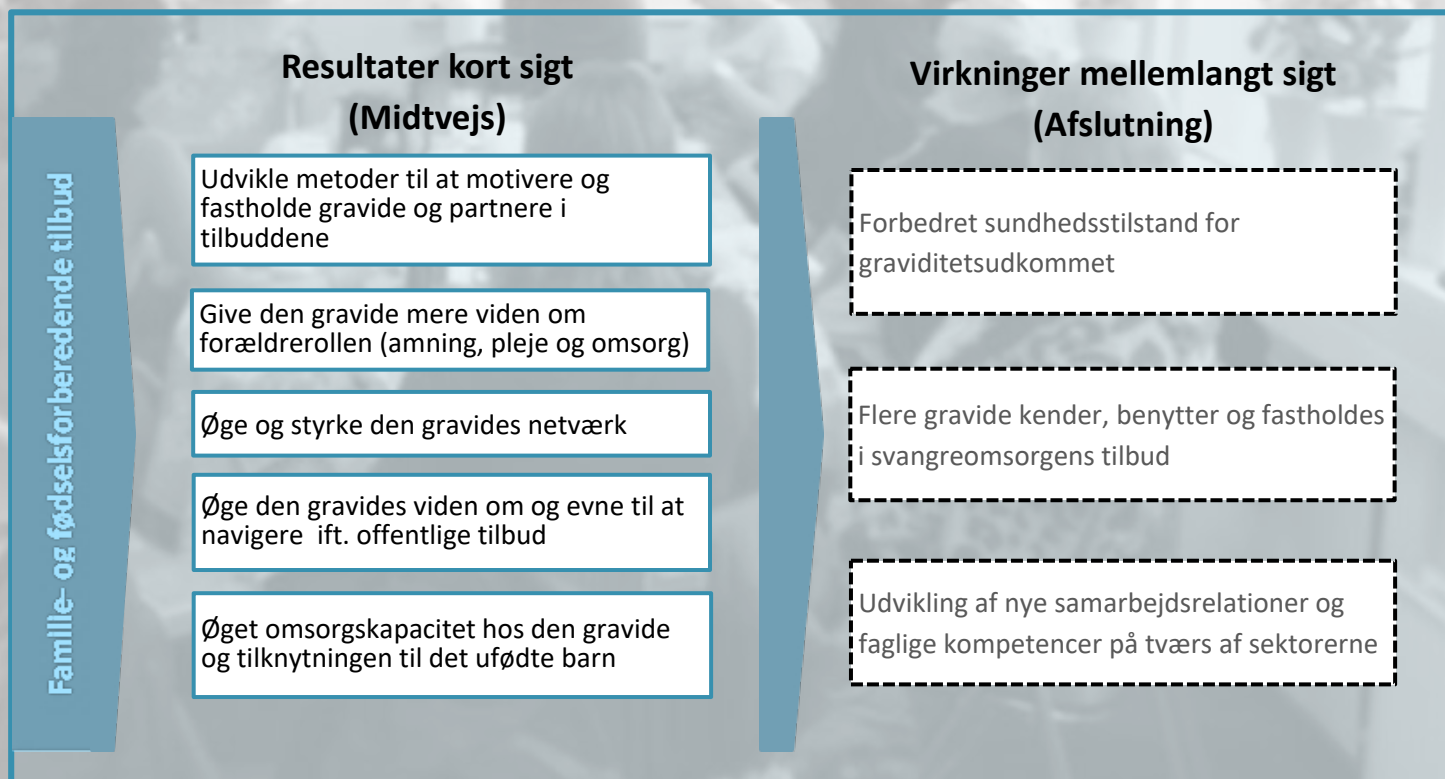 Famille- og fødselsforberedende tilbud
Resultater kort sigt
(Midtvejs)
Udvikle metoder til at motivere og
fastholde gravide og partnere i
tilbuddene
Give den gravide mere viden om
forældrerollen (amning, pleje og omsorg)
Øge og styrke den gravides netværk
Øge den gravides viden om og evne til at
navigere  ift. offentlige tilbud
Øget omsorgskapacitet hos den gravide
og tilknytningen til det ufødte barn
Virkninger mellemlangt sigt
(Afslutning)
Forbedret sundhedsstilstand for
graviditetsudkommet
Flere gravide kender, benytter og fastholdes
i svangreomsorgens tilbud
Udvikling af nye samarbejdsrelationer og
faglige kompetencer på tværs af sektorerne